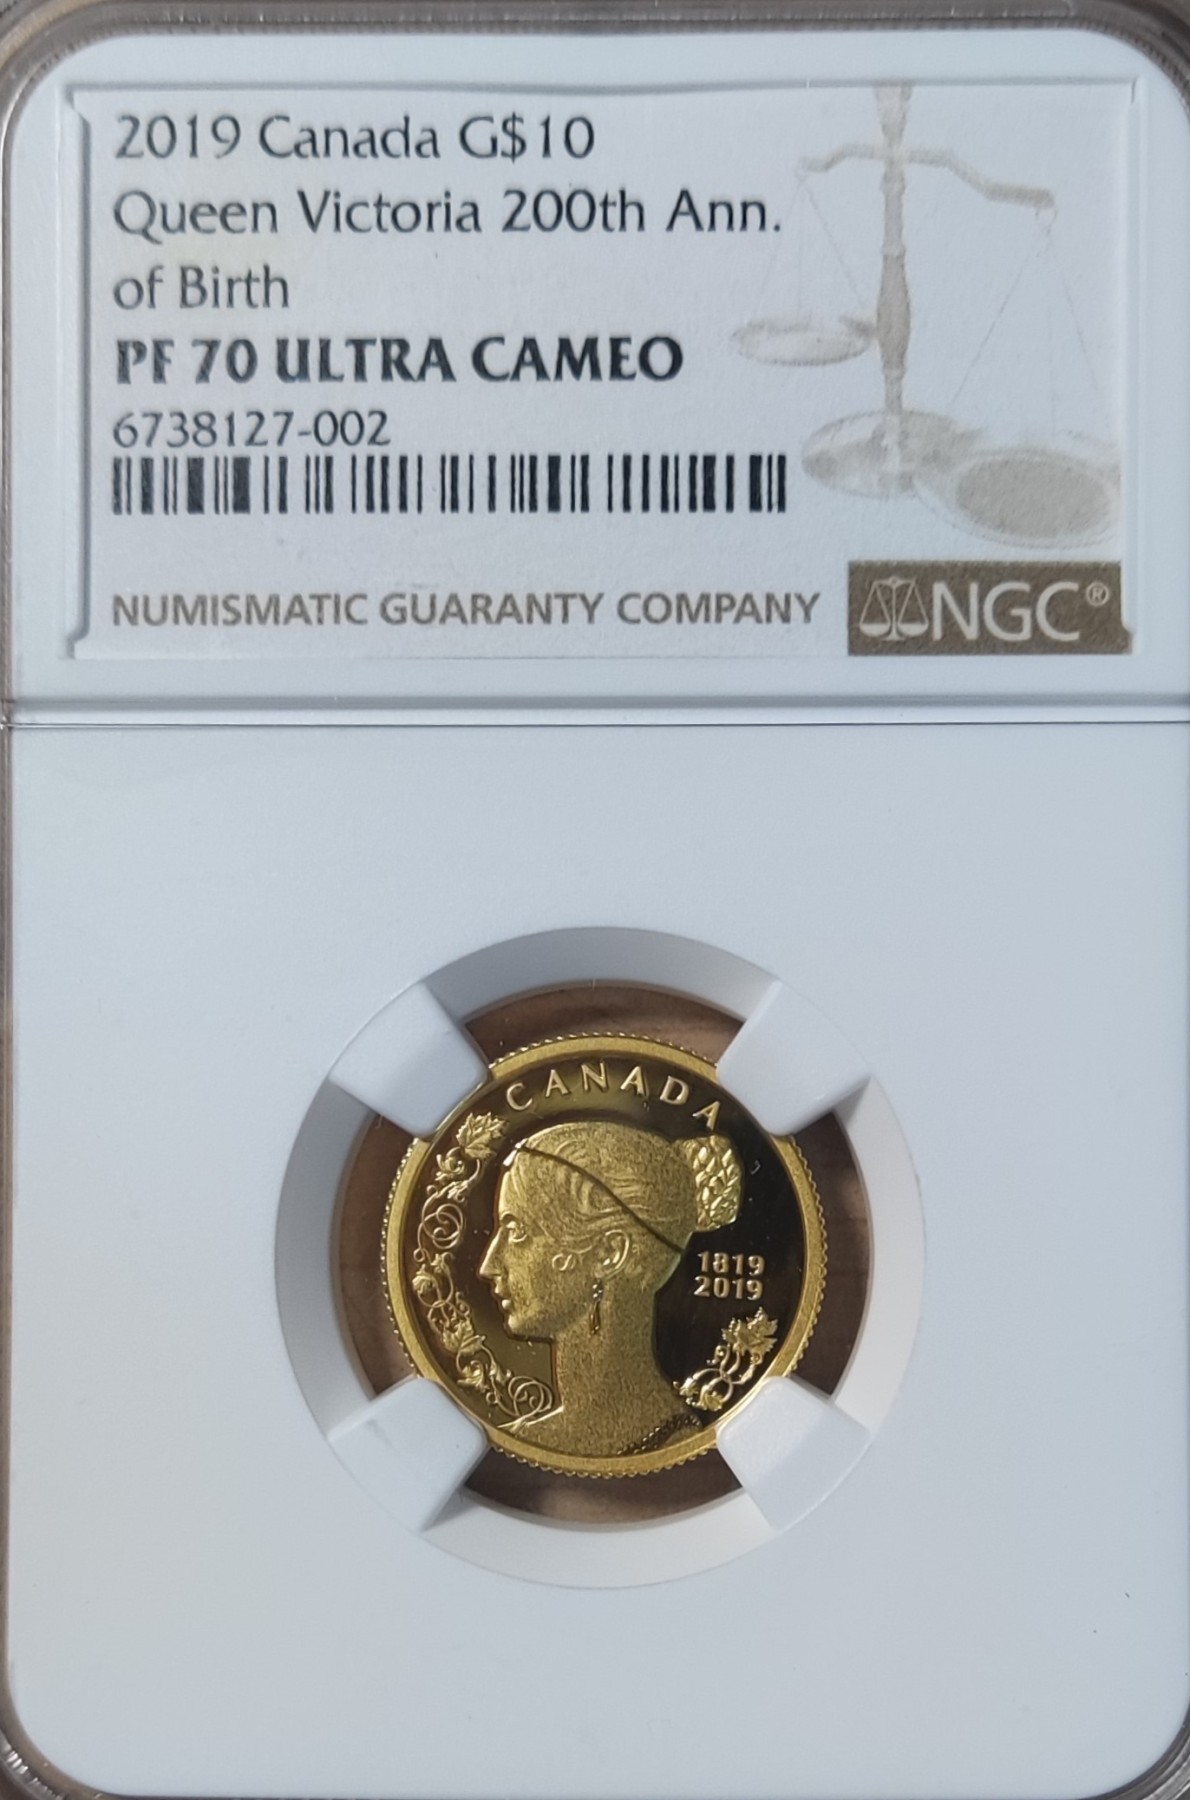 2019 Canada G$10
Queen Victoria 200th Ann.
of Birth
PF 70 ULTRA CAMEO
6738127-002
NUMISMATIC GUARANTY COMPANY
NGC®
CANADA
1819
2019